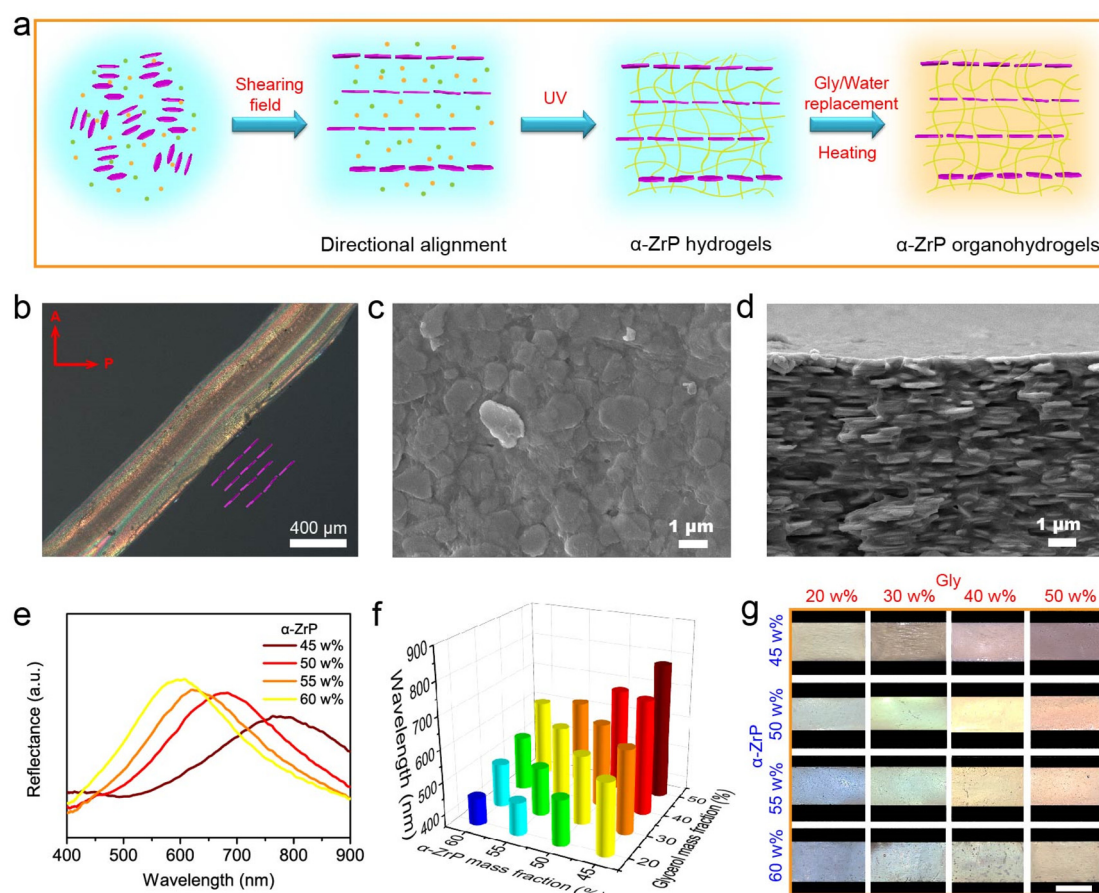 a
Shearing
field
UV
Gly/Water
replacement
Heating
Directional alignment
α-ZrP hydrogels
α-ZrP organohydrogels
b
A
P
400 μm
c
1 μm
d
1 μm
e
α-ZrP
45 w%
50 w%
55 w%
60 w%
Reflectance (a.u.)
400 500 600 700 800 900
Wavelength (nm)
f
900
800
700
600
500
400
Wavelength (nm)
60 55 50 45
α-ZrP mass fraction (%)
20 30 40 50
Glycerol mass fraction (%)
g
Gly
20 w% 30 w% 40 w% 50 w%
α-ZrP
45 w%
50 w%
55 w%
60 w%